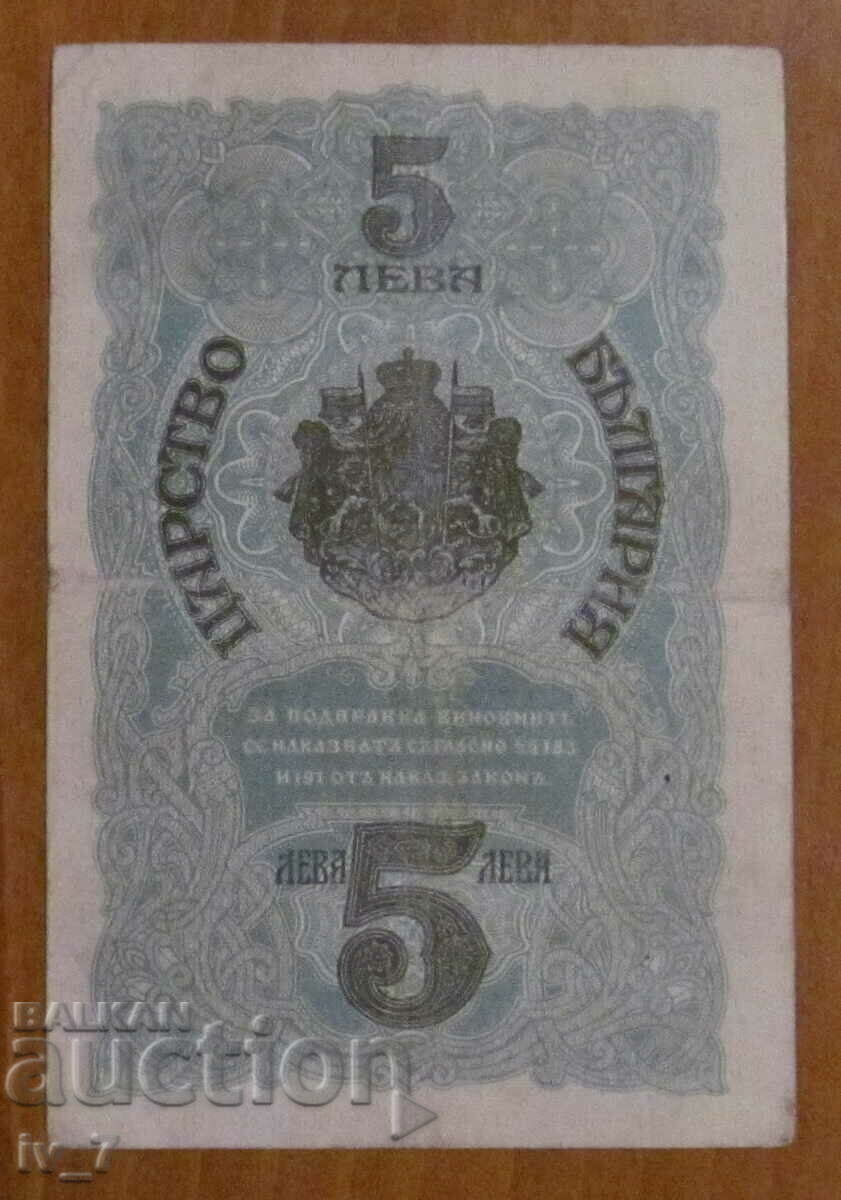 5
ЛЕВА
ЦАРСТВО
БЪЛГАРИЯ
ЗА ПОДПРАВКА ВИНОВНИТѢ
СЕ НАКАЗВАТЪ СЪГЛАСНО §§ 183
И 191 ОТЪ НАКАЗ. ЗАКОНЪ
ЛЕВА 5 ЛЕВА
BALKAN
auction
iv_7